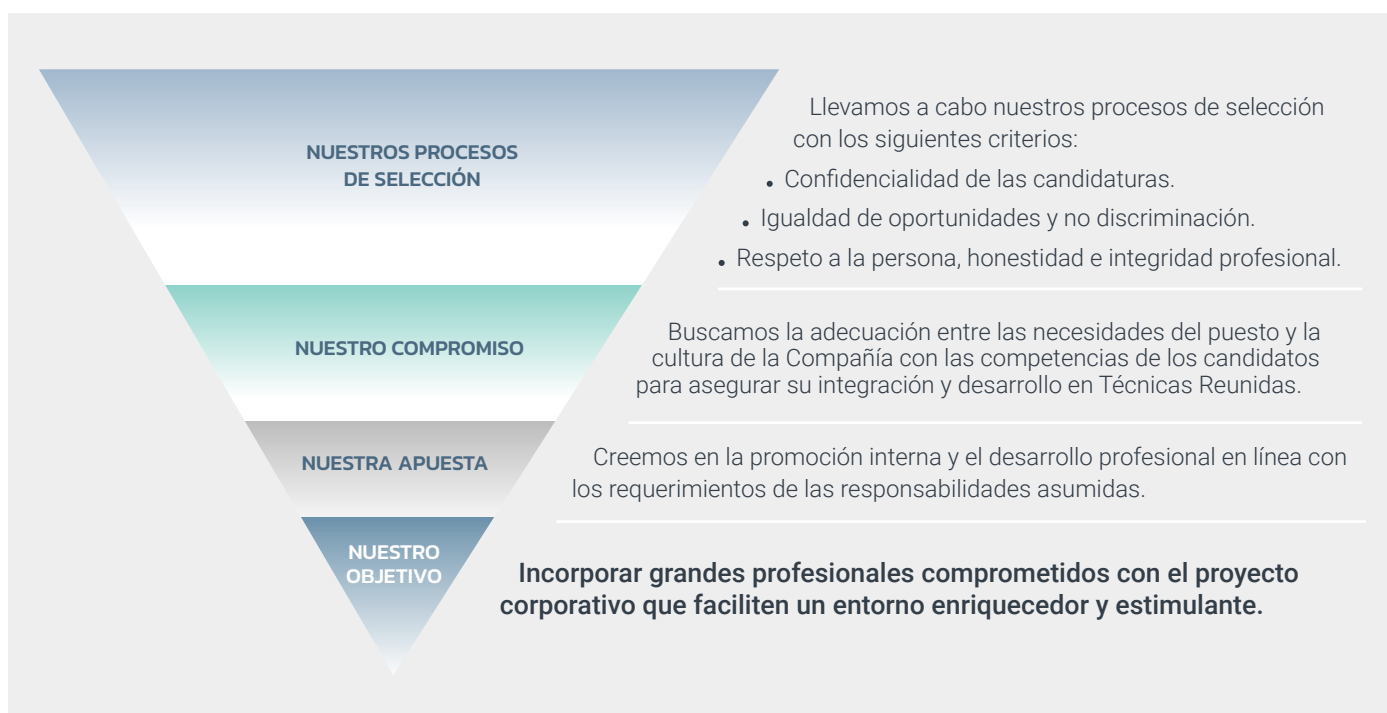 NUESTROS PROCESOS
DE SELECCIÓN
Llevamos a cabo nuestros procesos de selección
con los siguientes criterios:
• Confidencialidad de las candidaturas.
• Igualdad de oportunidades y no discriminación.
• Respeto a la persona, honestidad e integridad profesional.
NUESTRO COMPROMISO
Buscamos la adecuación entre las necesidades del puesto y la
cultura de la Compañía con las competencias de los candidatos
para asegurar su integración y desarrollo en Técnicas Reunidas.
NUESTRA APUESTA
Creemos en la promoción interna y el desarrollo profesional en línea con
los requerimientos de las responsabilidades asumidas.
NUESTRO
OBJETIVO
Incorporar grandes profesionales comprometidos con el proyecto
corporativo que faciliten un entorno enriquecedor y estimulante.